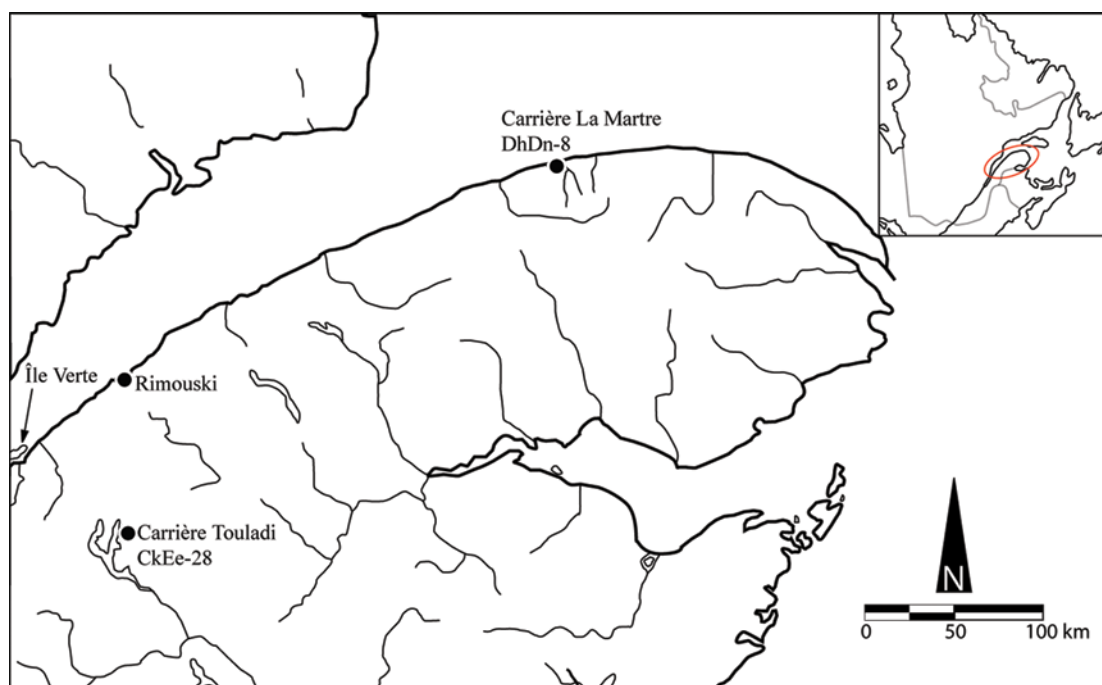 Carrière La Martre
DhDn-8
Île Verte
Rimouski
Carrière Touladi
CkEe-28
N
0 50 100 km